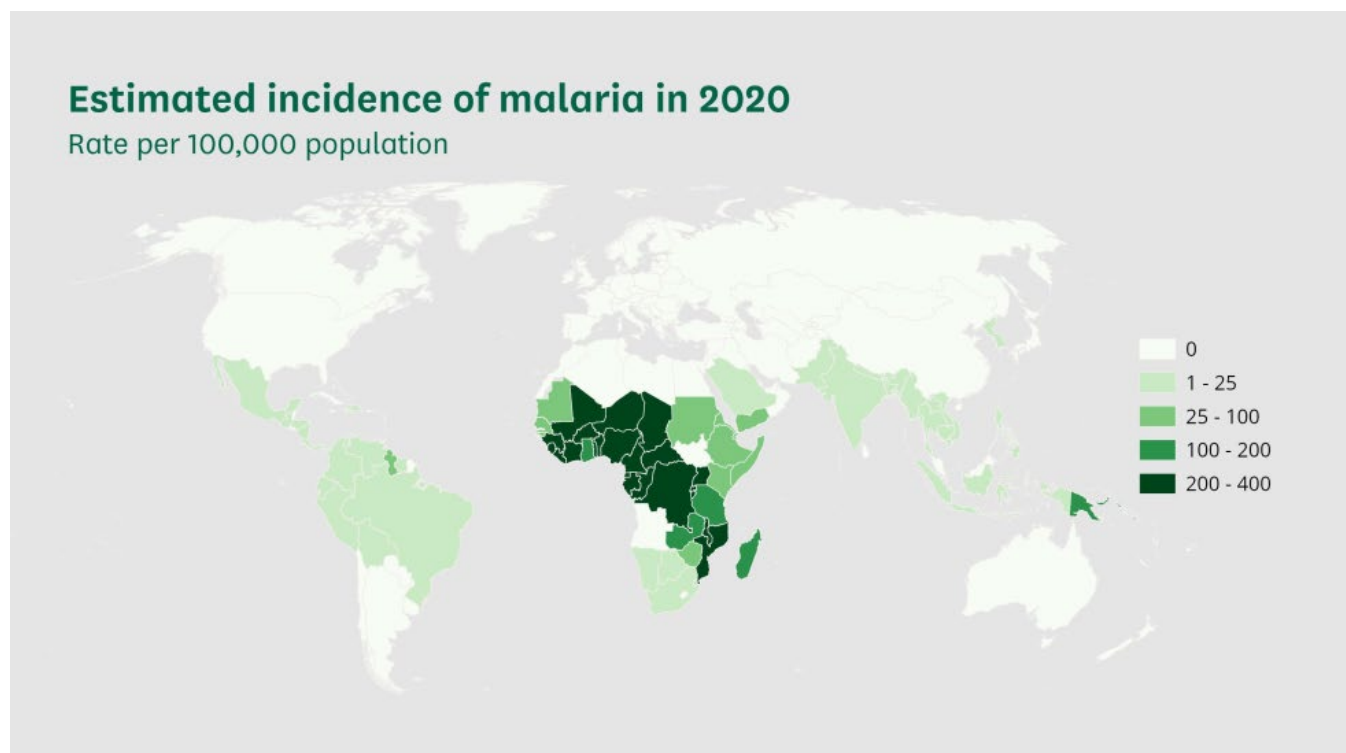 Estimated incidence of malaria in 2020
Rate per 100,000 population
0
1 - 25
25 - 100
100 - 200
200 - 400